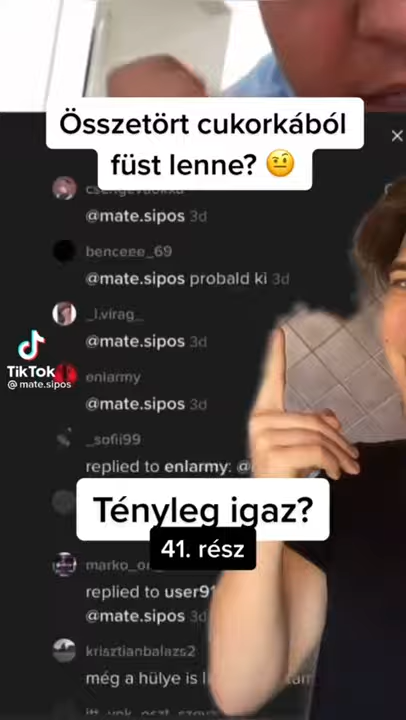 Összetört cukorkából
füst lenne? 🤨
@mate.sipos 3d
benceee_69
@mate.sipos probald ki 3d
_l.virag_
@mate.sipos 3d
TikTok
@mate.sipos
enlarmy
@mate.sipos 3d
_sofii99
replied to enlarmy: @
Tényleg igaz?
41. rész
replied to
@mate.sipos 3d
krisztianbalazs2
még a hülye is